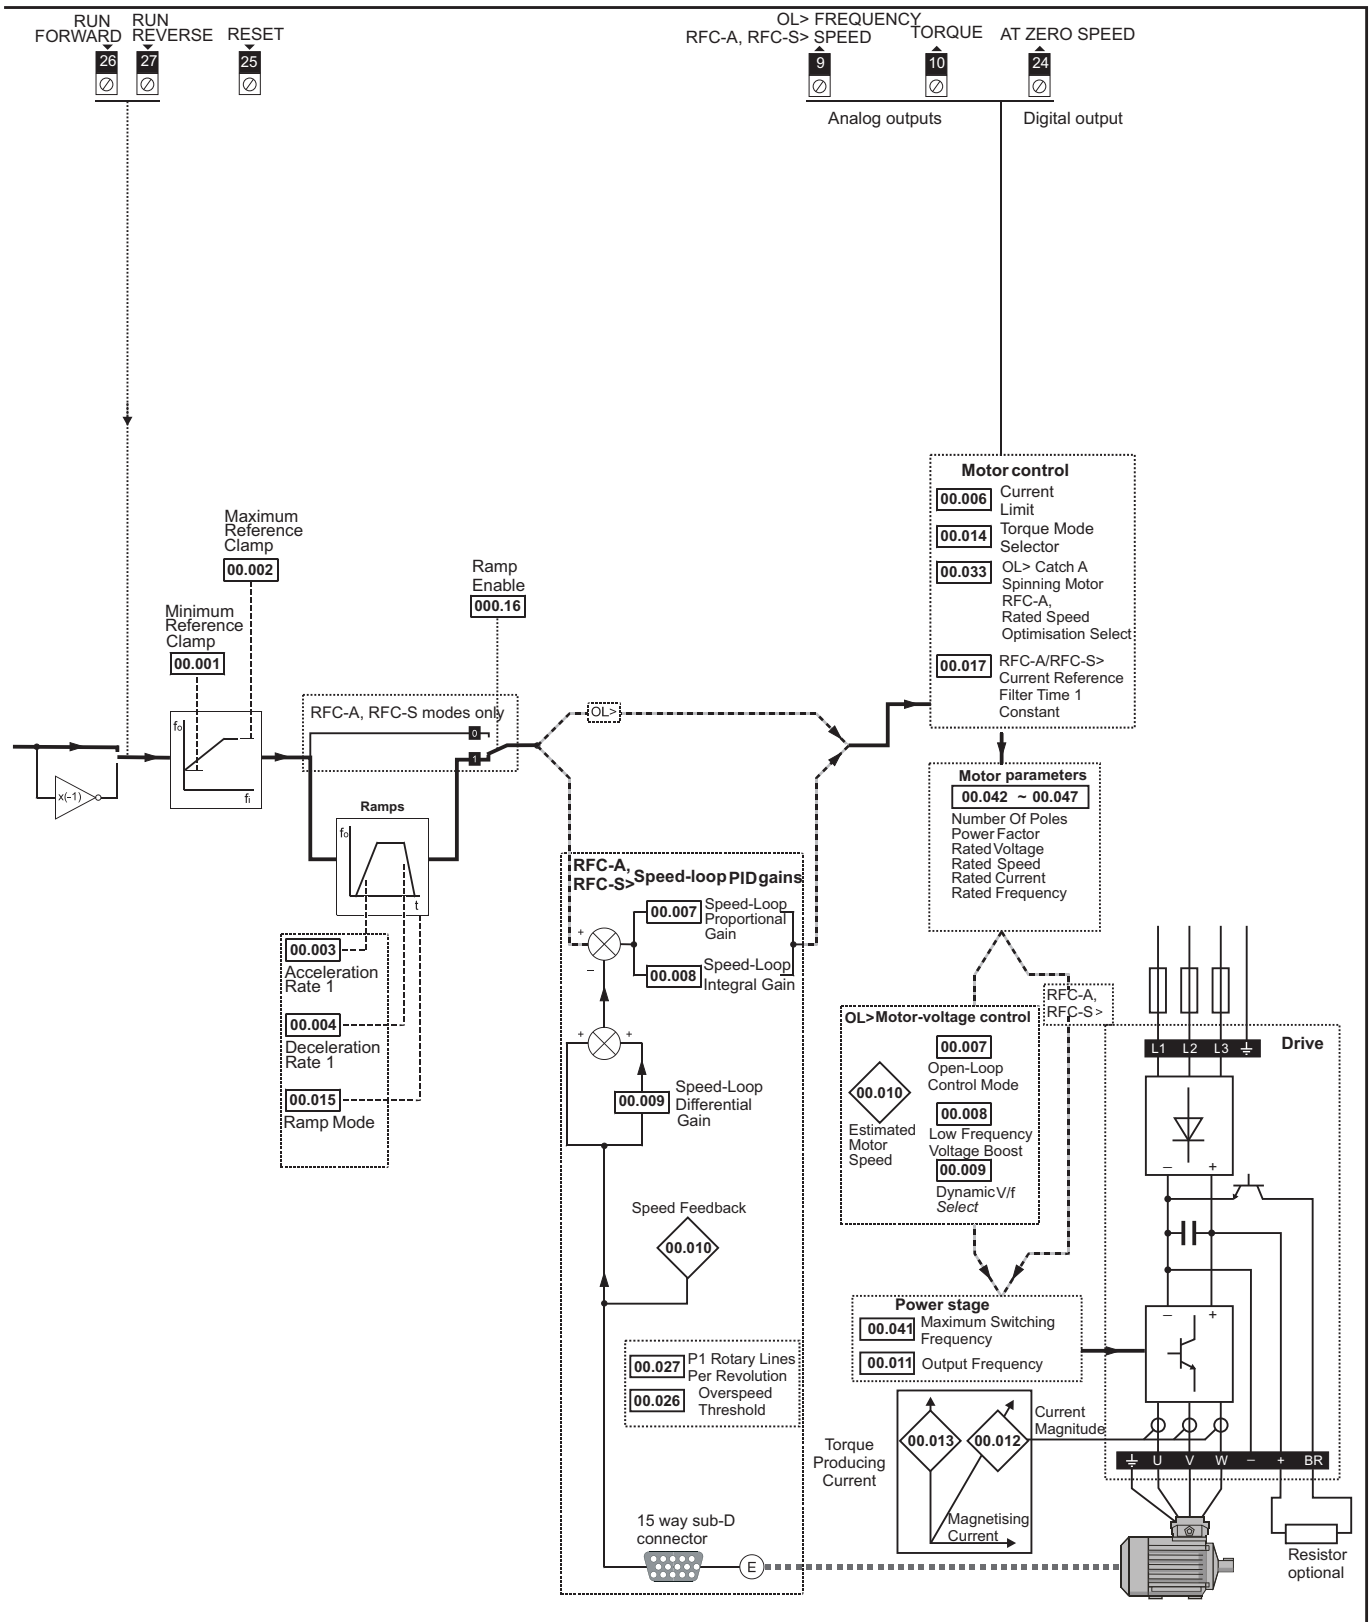 RUN
FORWARD
RUN
REVERSE
RESET
26
27
25
OL> FREQUENCY
RFC-A, RFC-S> SPEED
TORQUE
AT ZERO SPEED
9
10
24
Analog outputs
Digital output
Maximum
Reference
Clamp
00.002
Minimum
Reference
Clamp
00.001
fo
fi
x(-1)
Ramp
Enable
000.16
RFC-A, RFC-S modes only
0
1
OL>
Ramps
fo
t
00.003
Acceleration
Rate 1
00.004
Deceleration
Rate 1
00.015
Ramp Mode
RFC-A,
RFC-S>
Speed-loop PID gains
+
–
00.007
Speed-Loop
Proportional
Gain
00.008
Speed-Loop
Integral Gain
+
+
00.009
Speed-Loop
Differential
Gain
Speed Feedback
00.010
00.027
P1 Rotary Lines
Per Revolution
00.026
Overspeed
Threshold
15 way sub-D
connector
E
Motor control
00.006
Current
Limit
00.014
Torque Mode
Selector
00.033
OL> Catch A
Spinning Motor
RFC-A,
Rated Speed
Optimisation Select
00.017
RFC-A/RFC-S>
Current Reference
Filter Time 1
Constant
Motor parameters
00.042 ~ 00.047
Number Of Poles
Power Factor
Rated Voltage
Rated Speed
Rated Current
Rated Frequency
RFC-A,
RFC-S >
OL> Motor-voltage control
00.007
Open-Loop
Control Mode
00.010
Estimated
Motor
Speed
00.008
Low Frequency
Voltage Boost
00.009
Dynamic V/f
Select
Power stage
00.041
Maximum Switching
Frequency
00.011
Output Frequency
00.013
00.012
Torque
Producing
Current
Current
Magnitude
Magnetising
Current
L1
L2
L3
Drive
–
+
–
+
U
V
W
–
+
BR
Resistor
optional